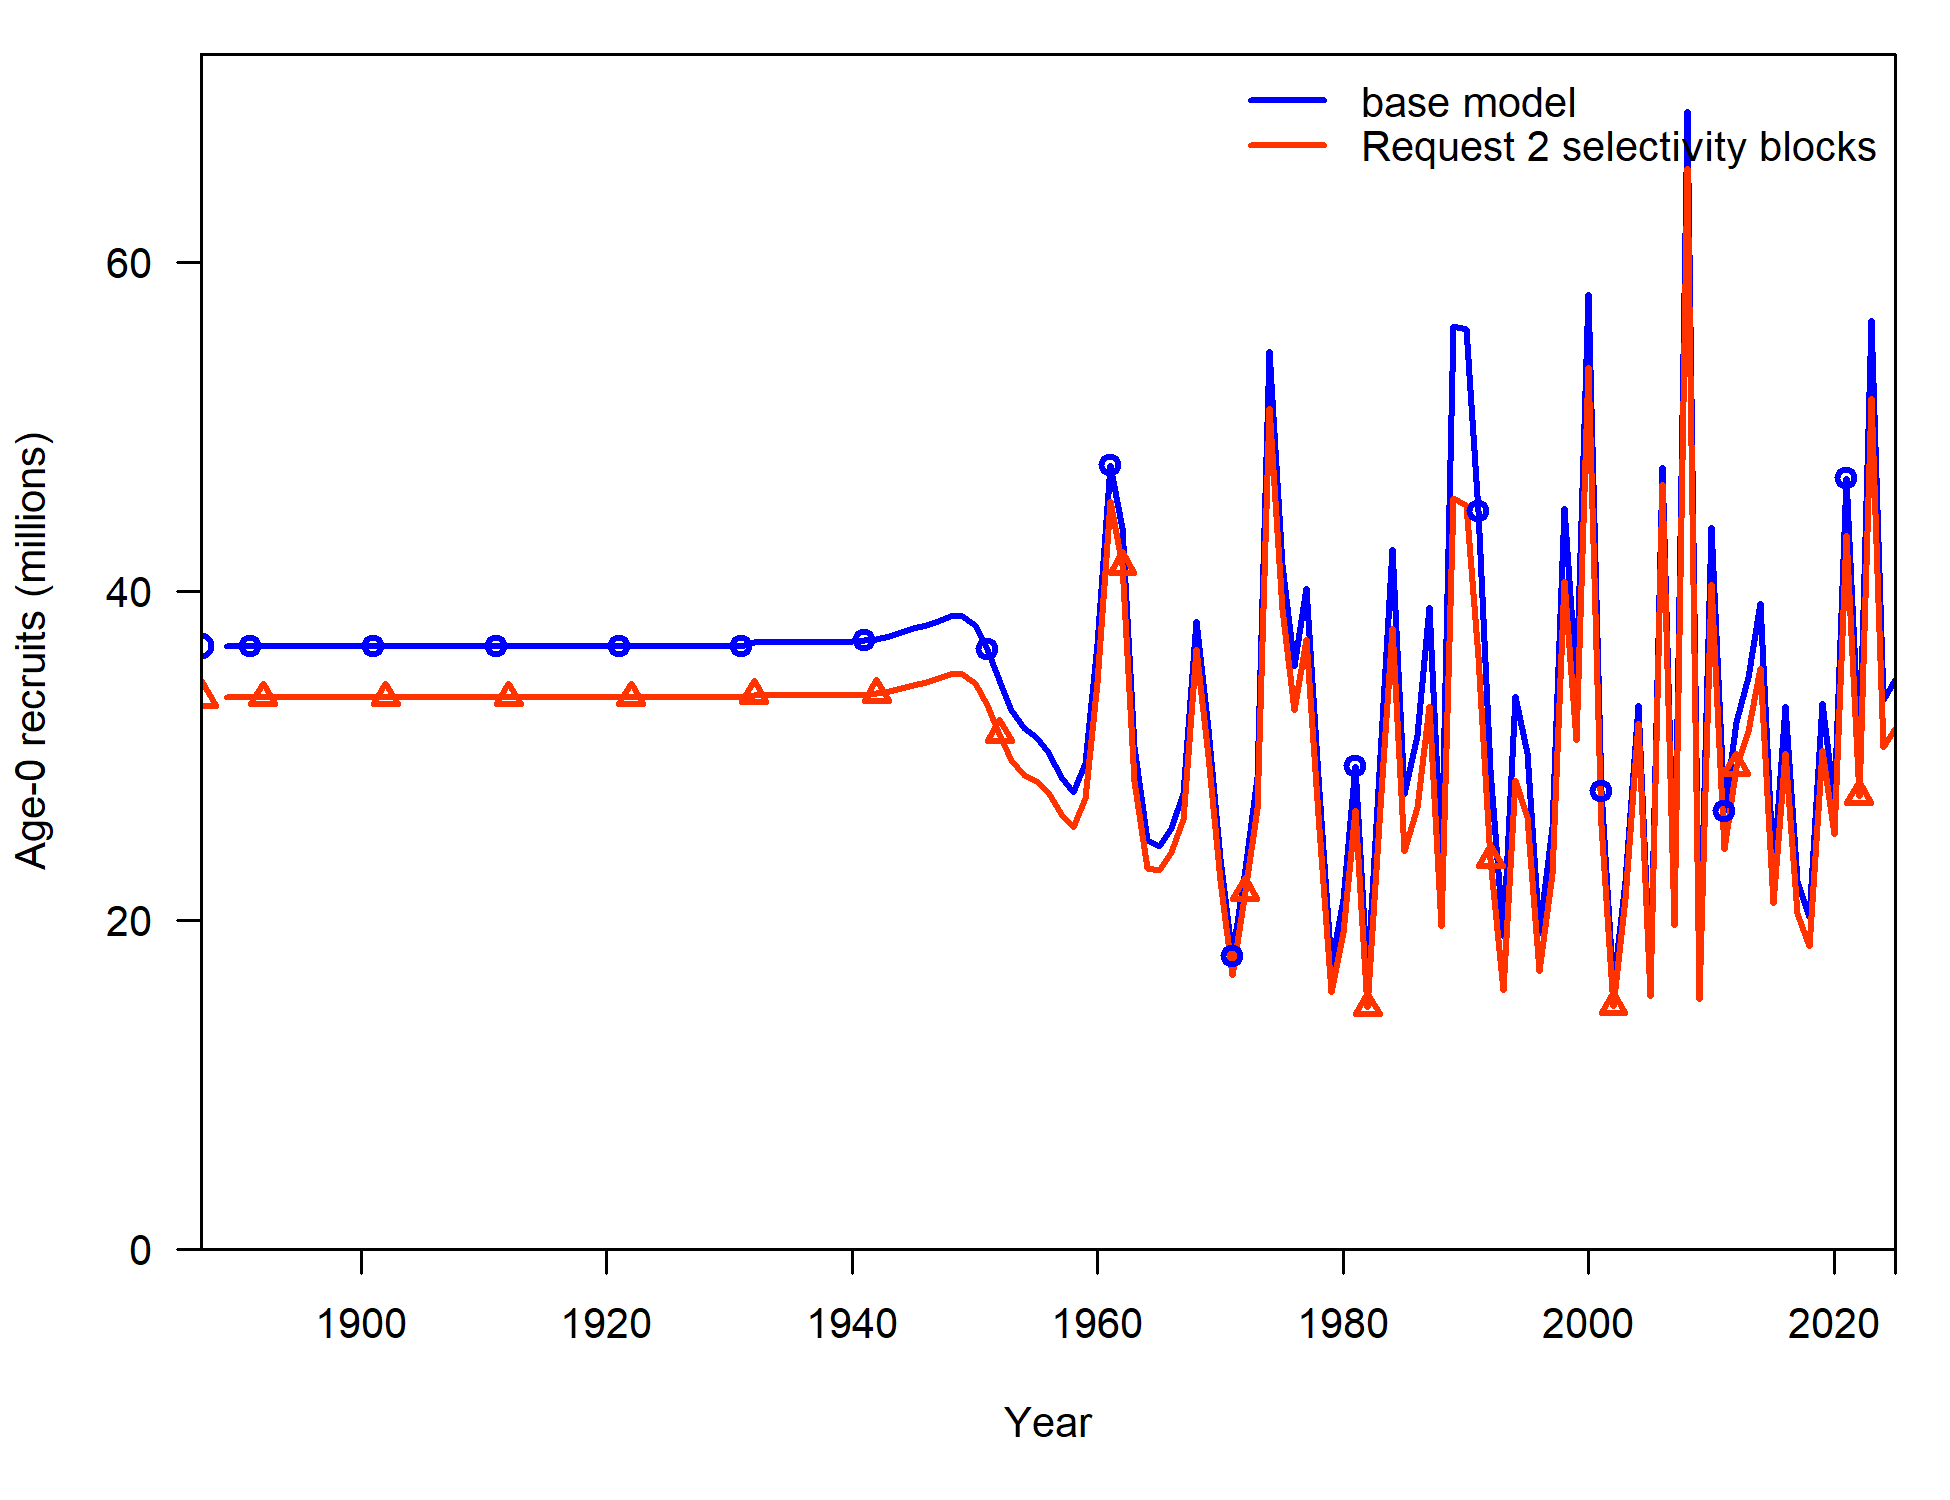 base model
Request 2 selectivity blocks
Age-0 recruits (millions)
60
40
20
0
1900 1920 1940 1960 1980 2000 2020
Year